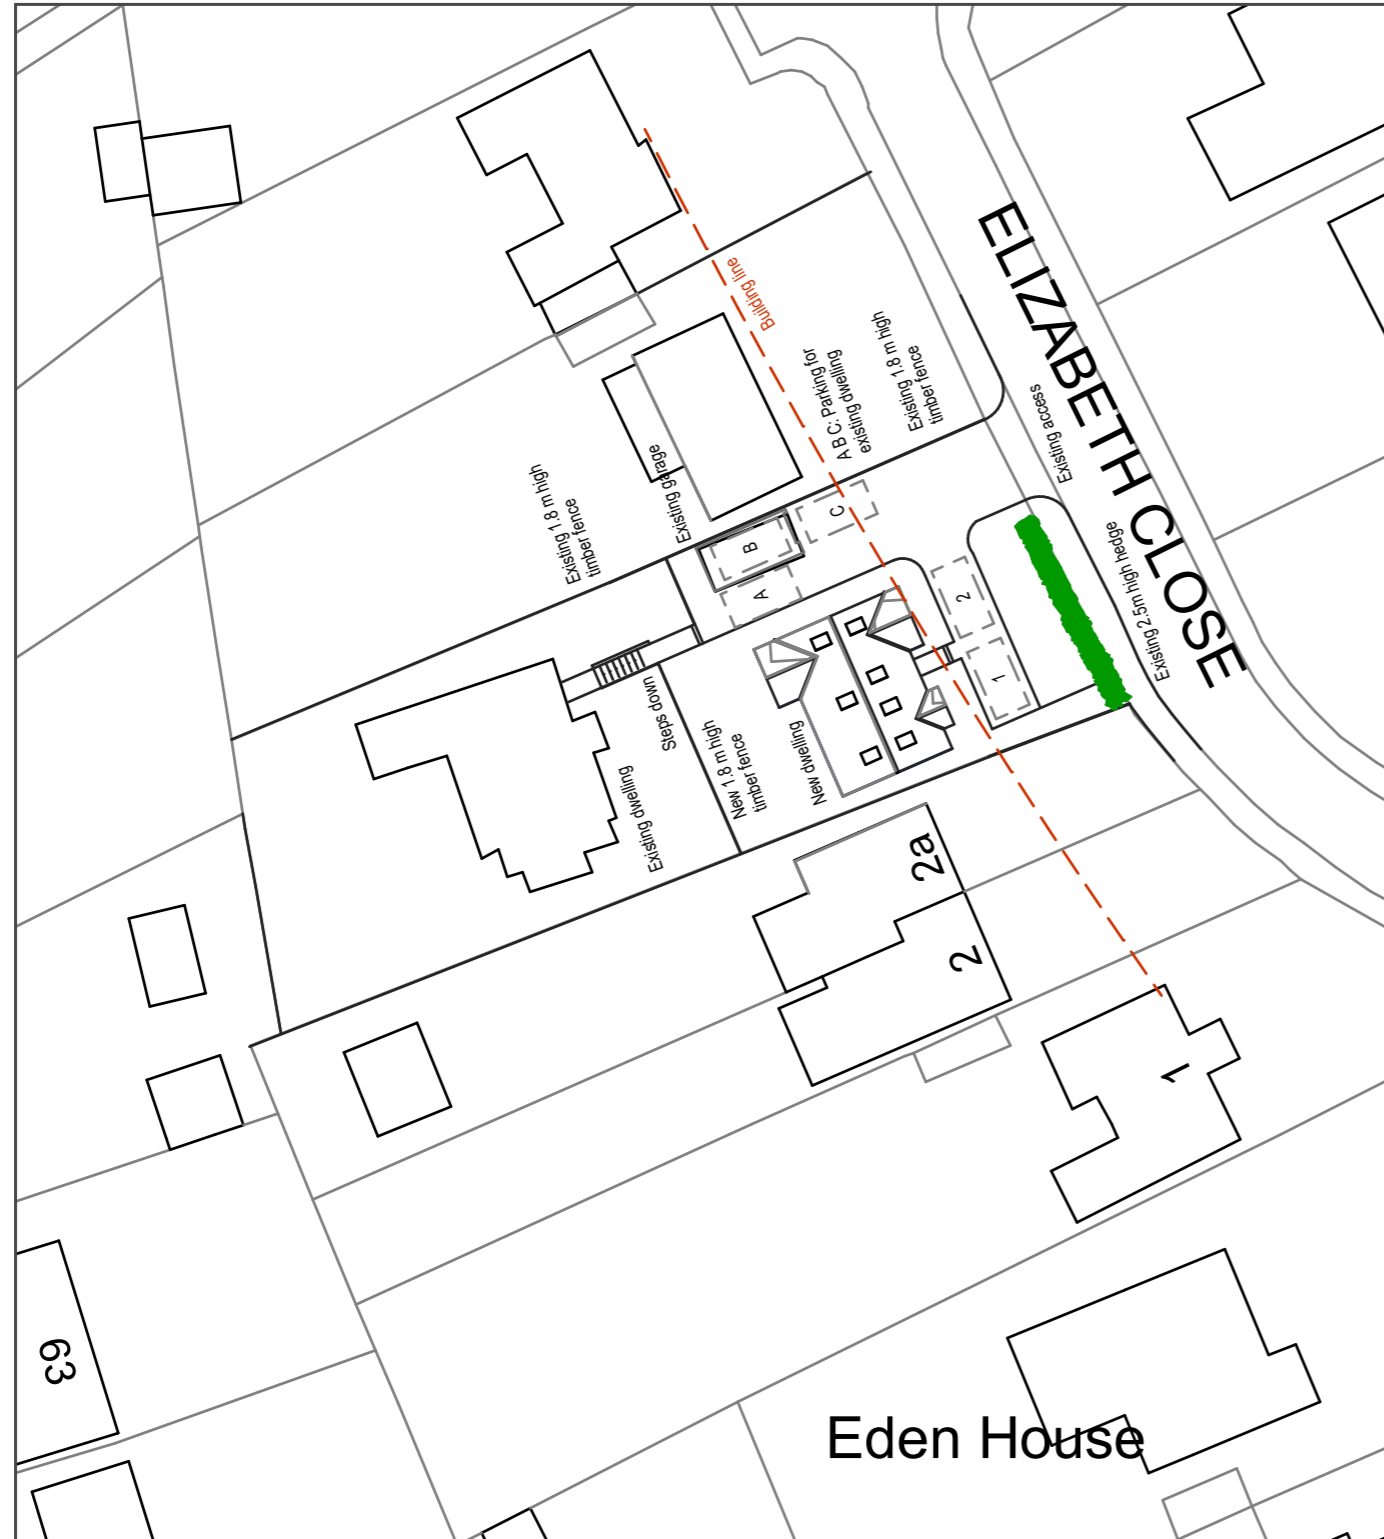 ELIZABETH CLOSE
Building line
A B C: Parking for
existing dwelling
Existing 1.8 m high
timber fence
Existing access
Existing 1.8 m high
timber fence
Existing garage
C
B
A
2
1
Existing 2.5m high hedge
Steps down
New 1.8 m high
timber fence
New dwelling
Existing dwelling
2a
2
1
63
Eden House